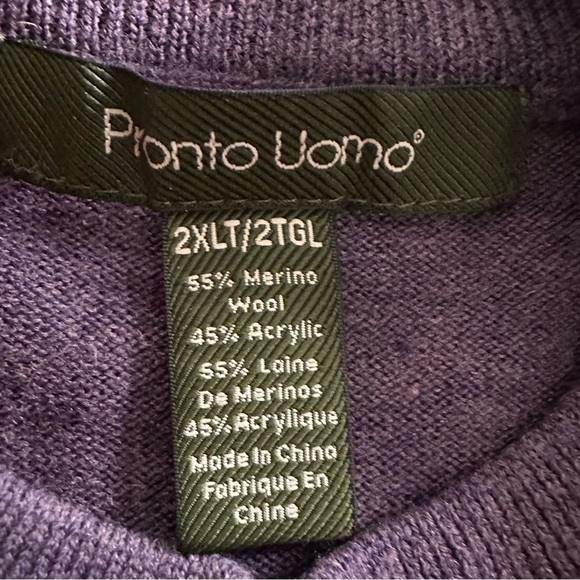 Pronto Uomo®
2XLT/2TGL
55% Merino
Wool
45% Acrylic
55% Laine
De Merinos
45% Acrylique
Made In China
Fabrique En
Chine